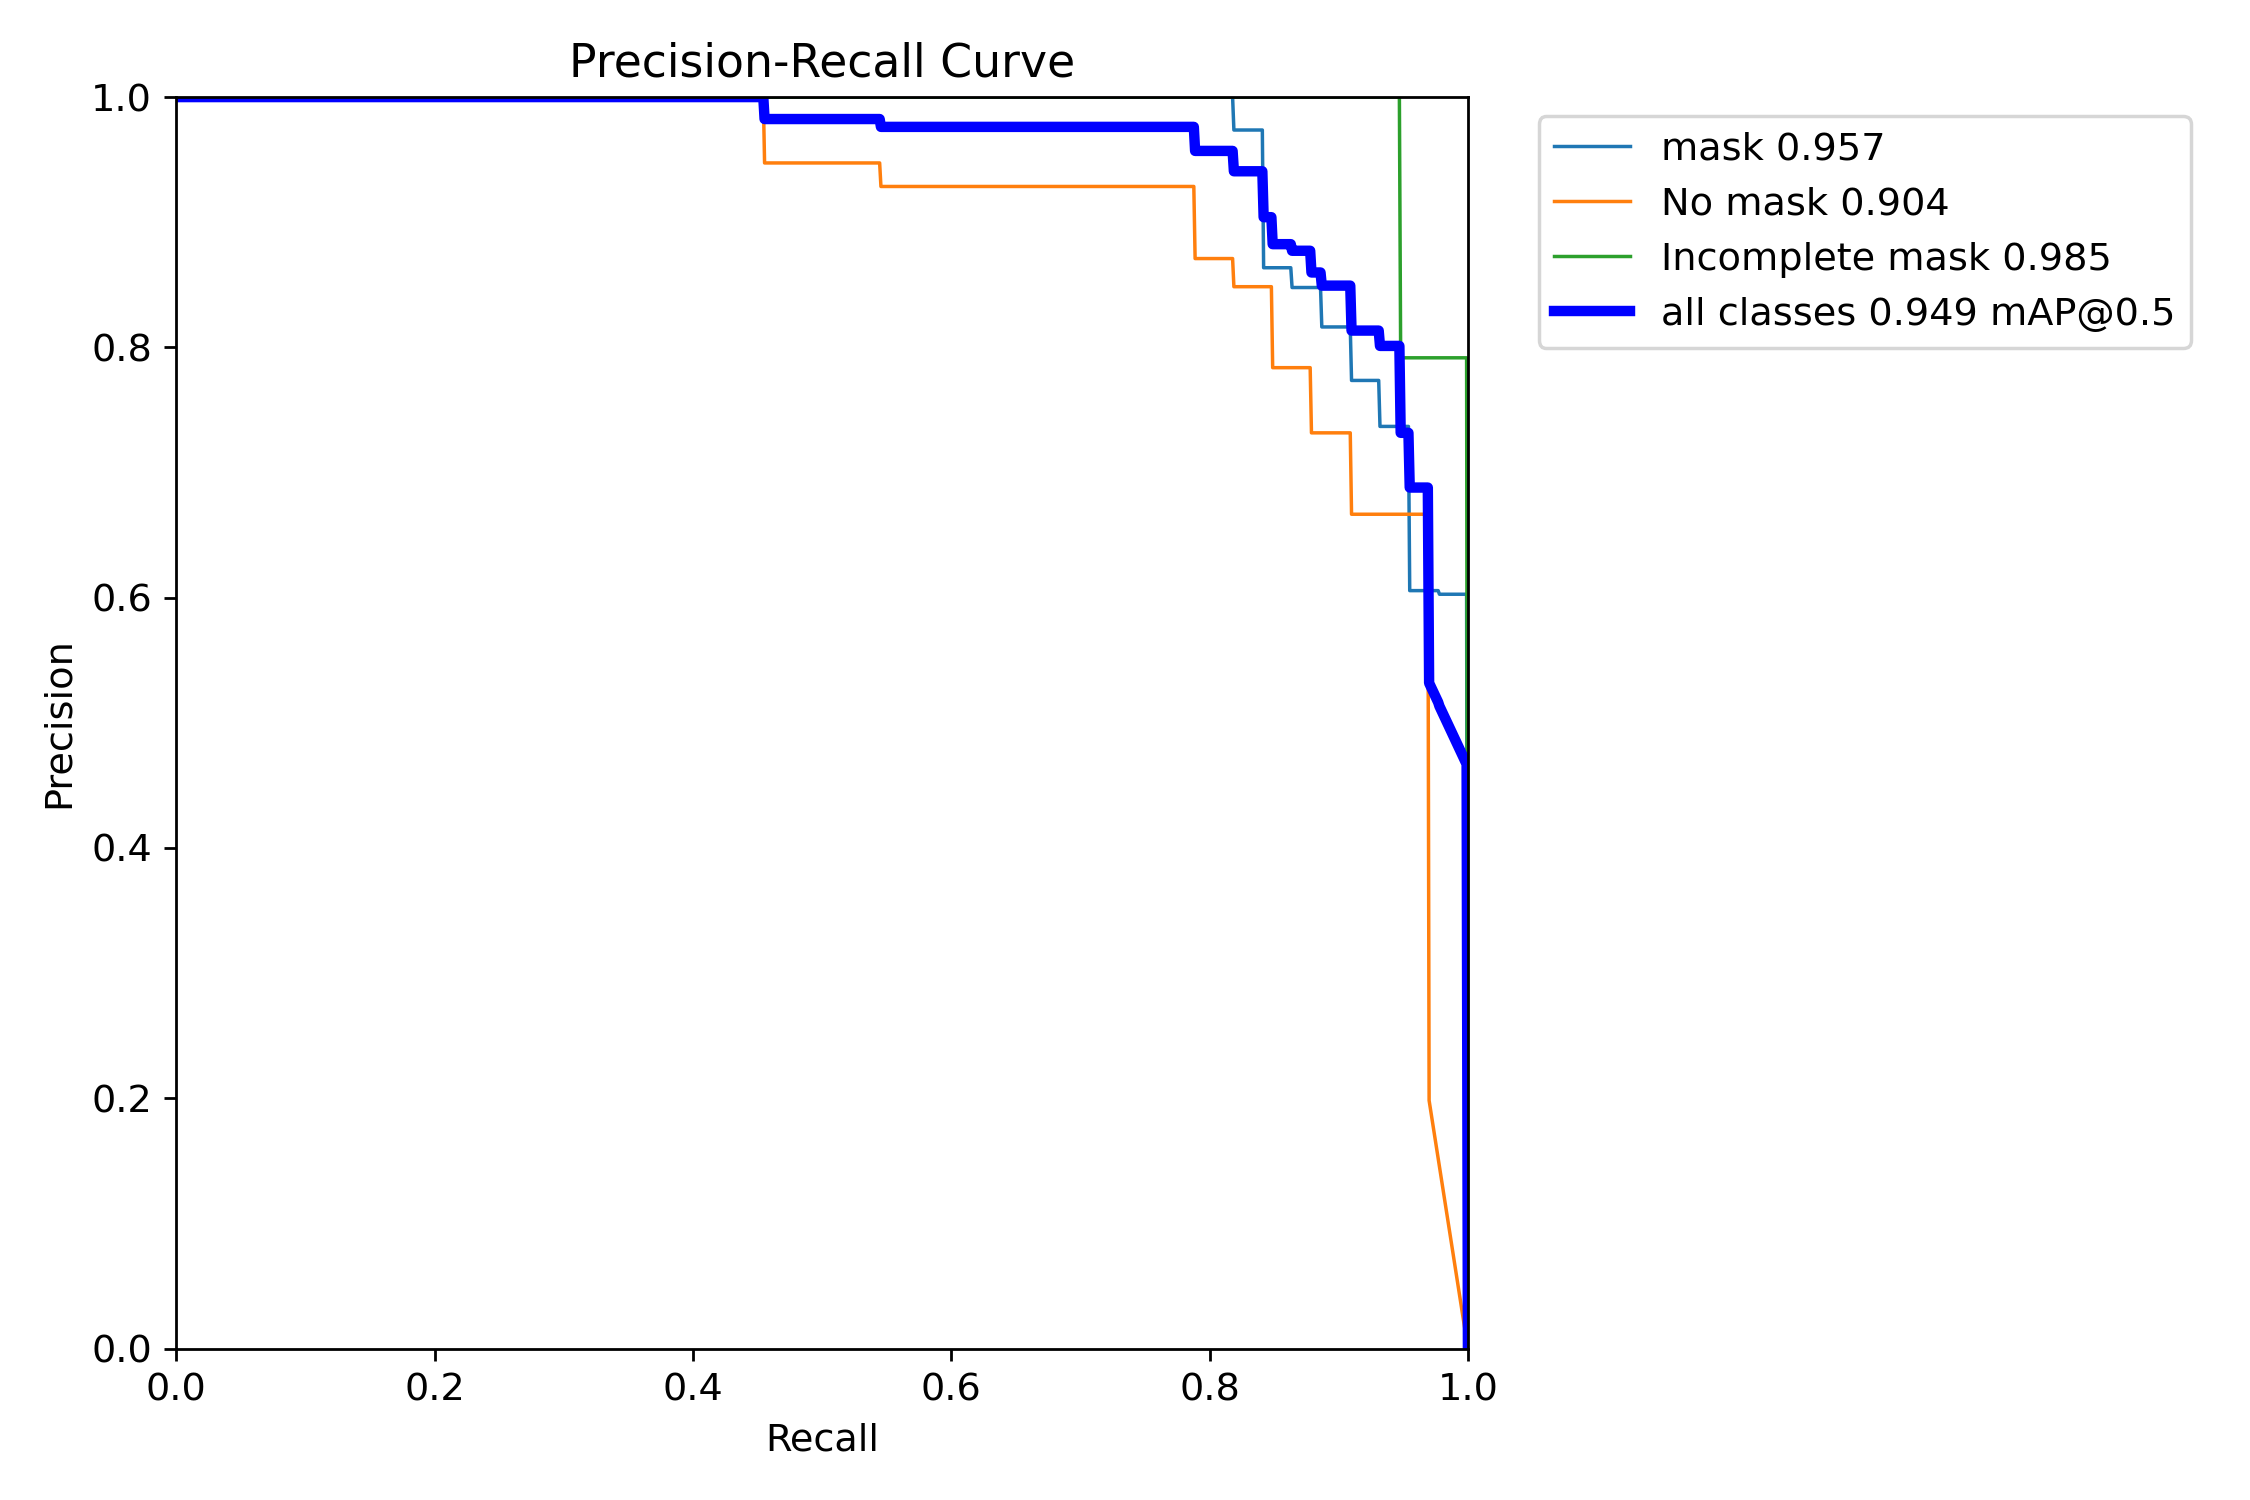 Precision-Recall Curve
1.0
0.8
0.6
0.4
0.2
0.0
Precision
0.0 0.2 0.4 0.6 0.8 1.0
Recall
mask 0.957
No mask 0.904
Incomplete mask 0.985
all classes 0.949 mAP@0.5